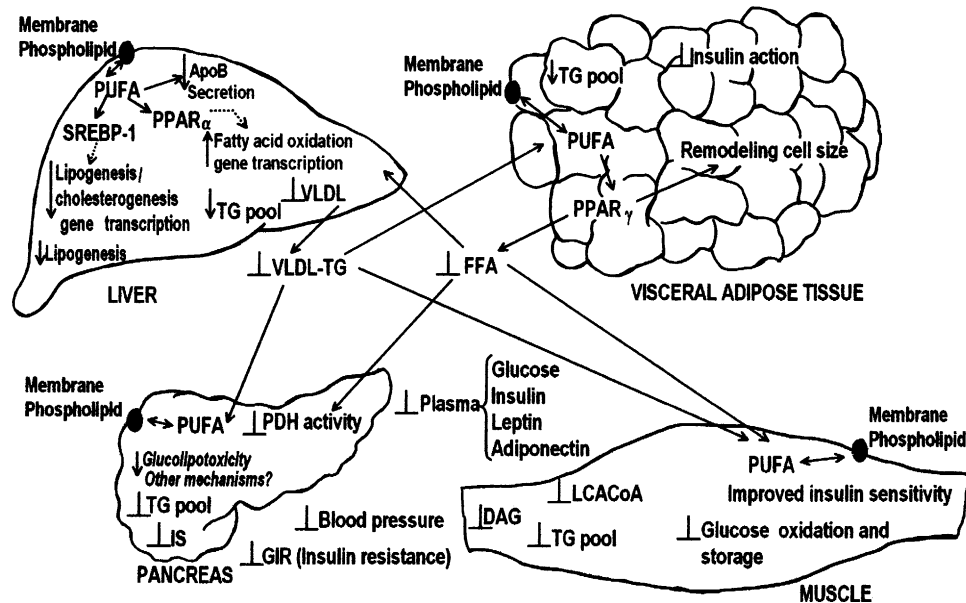 Membrane
Phospholipid
PUFA
ApoB
Secretion
SREBP-1
PPARα
Fatty acid oxidation
gene transcription
Lipogenesis/
cholesterogenesis
gene transcription
TG pool
VLDL
Lipogenesis
LIVER
VLDL-TG
FFA
Membrane
Phospholipid
TG pool
Insulin action
PUFA
Remodeling cell size
PPAR γ
VISCERAL ADIPOSE TISSUE
Membrane
Phospholipid
PUFA
PDH activity
Glucolipotoxicity
Other mechanisms?
TG pool
IS
PANCREAS
Plasma
Glucose
Insulin
Leptin
Adiponectin
Blood pressure
GIR (Insulin resistance)
Membrane
Phospholipid
PUFA
Improved insulin sensitivity
LCACoA
DAG
TG pool
Glucose oxidation and
storage
MUSCLE